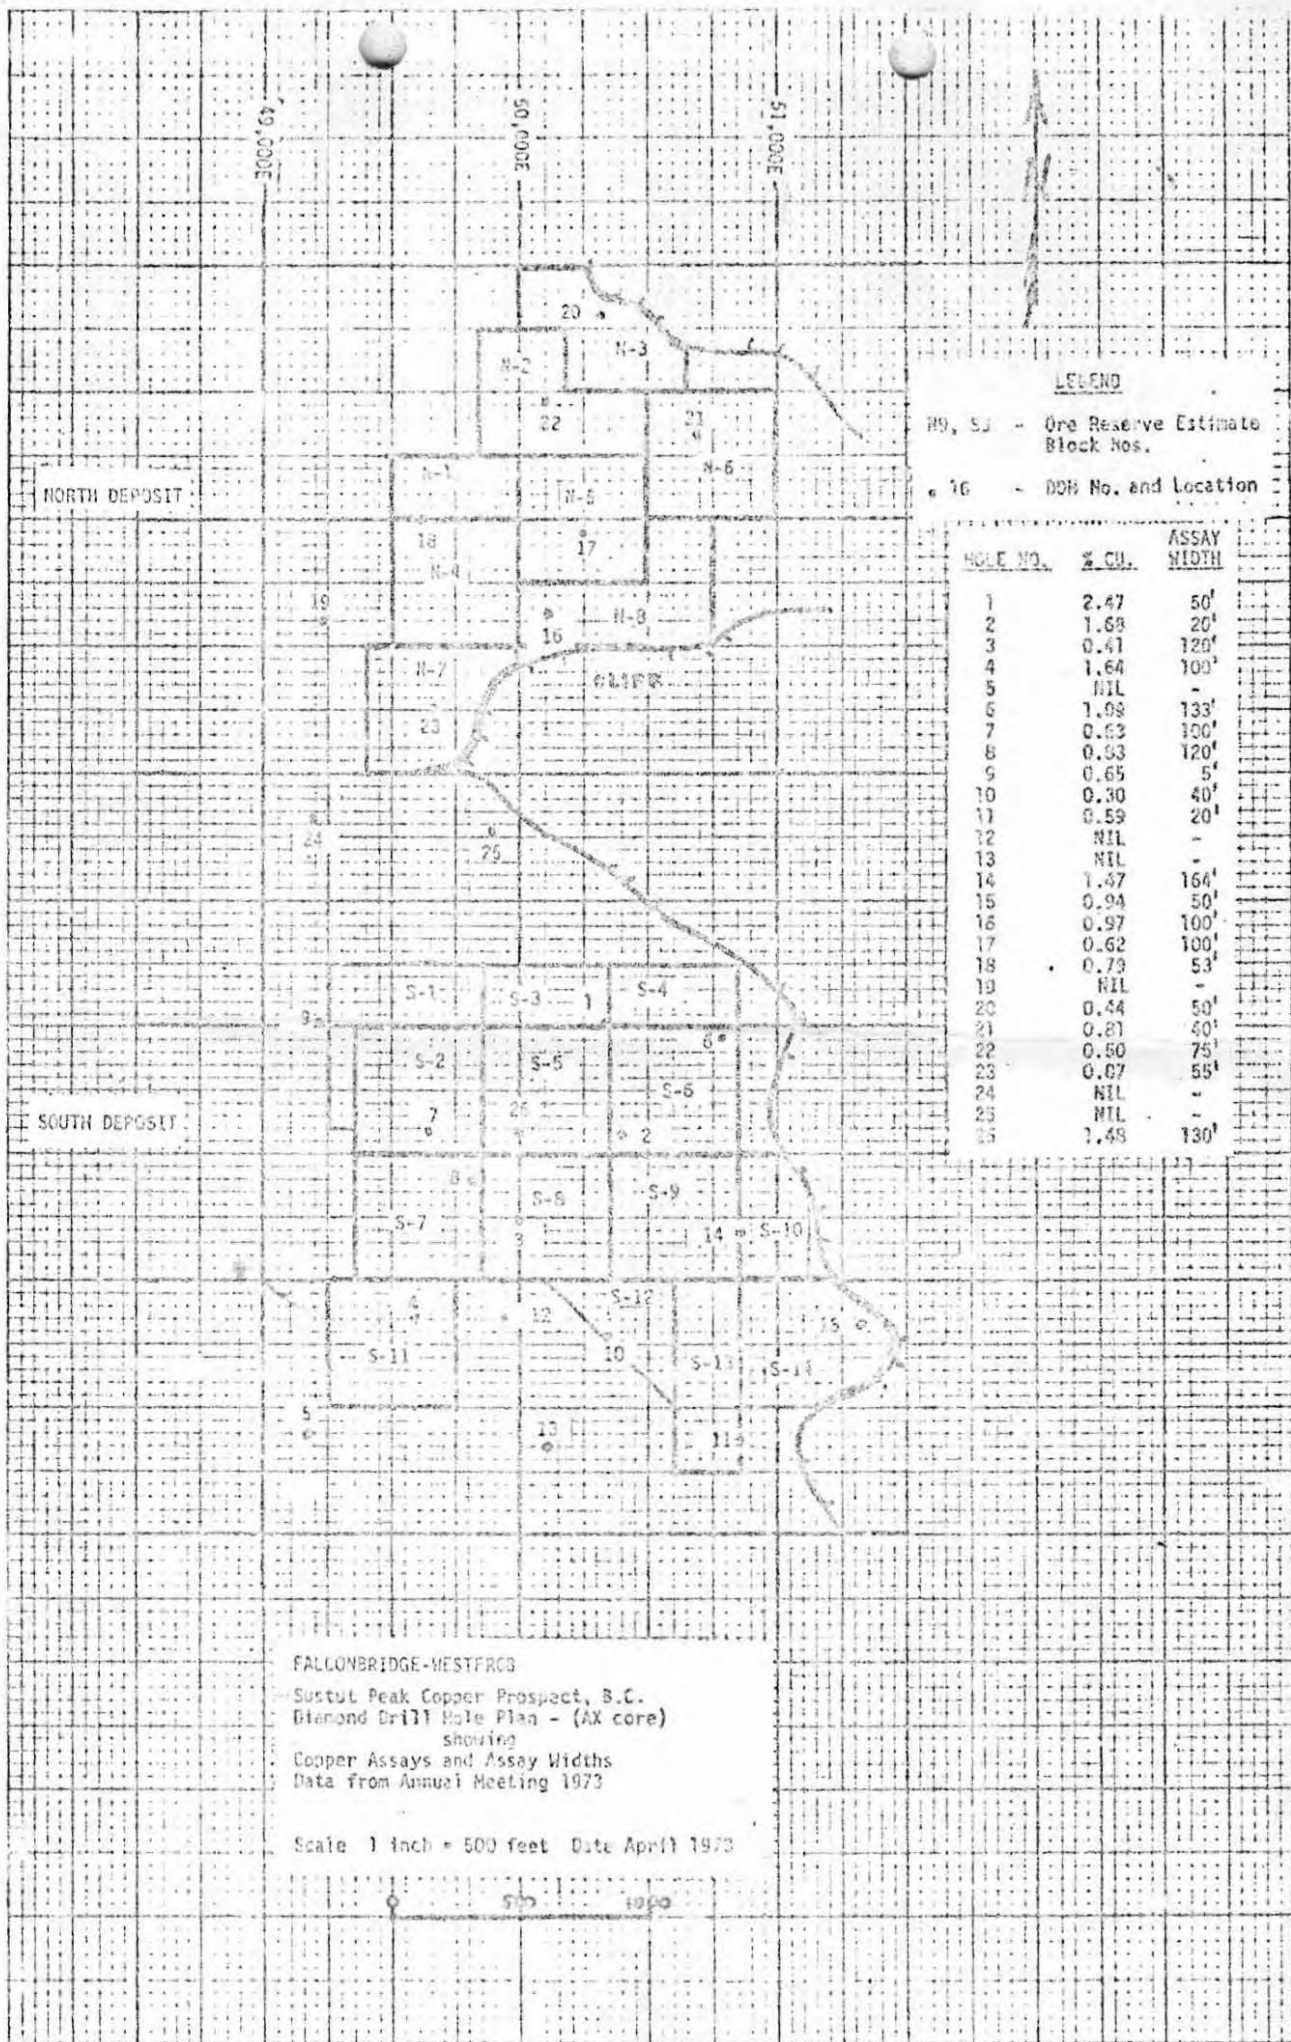 49,000E
50,000E
51,000E
20
N-3
N-2
22
21
N-6
N-1
N-5
NORTH DEPOSIT
18
17
N-4
19
16
N-8
N-7
CLIFF
23
24
25
S-1
S-3
1
S-4
9
6
S-2
S-5
S-6
26
7
2
SOUTH DEPOSIT
8
S-8
S-9
S-7
3
14
S-10
S-12
4
12
15
S-11
10
S-13
S-14
5
13
11
LEGEND
- Ore Reserve Estimate
Block Nos.
16 - DDH No. and Location
HOLE NO. % CU. ASSAY WIDTH
1 2.47 50'
2 1.68 20'
3 0.41 120'
4 1.64 100'
5 NIL -
6 1.09 133'
7 0.63 100'
8 0.83 120'
9 0.65 5'
10 0.30 40'
11 0.59 20'
12 NIL -
13 NIL -
14 1.47 164'
15 0.94 50'
16 0.97 100'
17 0.62 100'
18 0.79 53'
19 NIL -
20 0.44 50'
21 0.81 40'
22 0.50 75'
23 0.87 55'
24 NIL -
25 NIL -
26 1.48 130'
FALCONBRIDGE-WESTFROB
Sustut Peak Copper Prospect, B.C.
Diamond Drill Hole Plan - (AX core)
showing
Copper Assays and Assay Widths
Data from Annual Meeting 1973
Scale 1 inch = 500 feet Date April 1973
0 500 1000